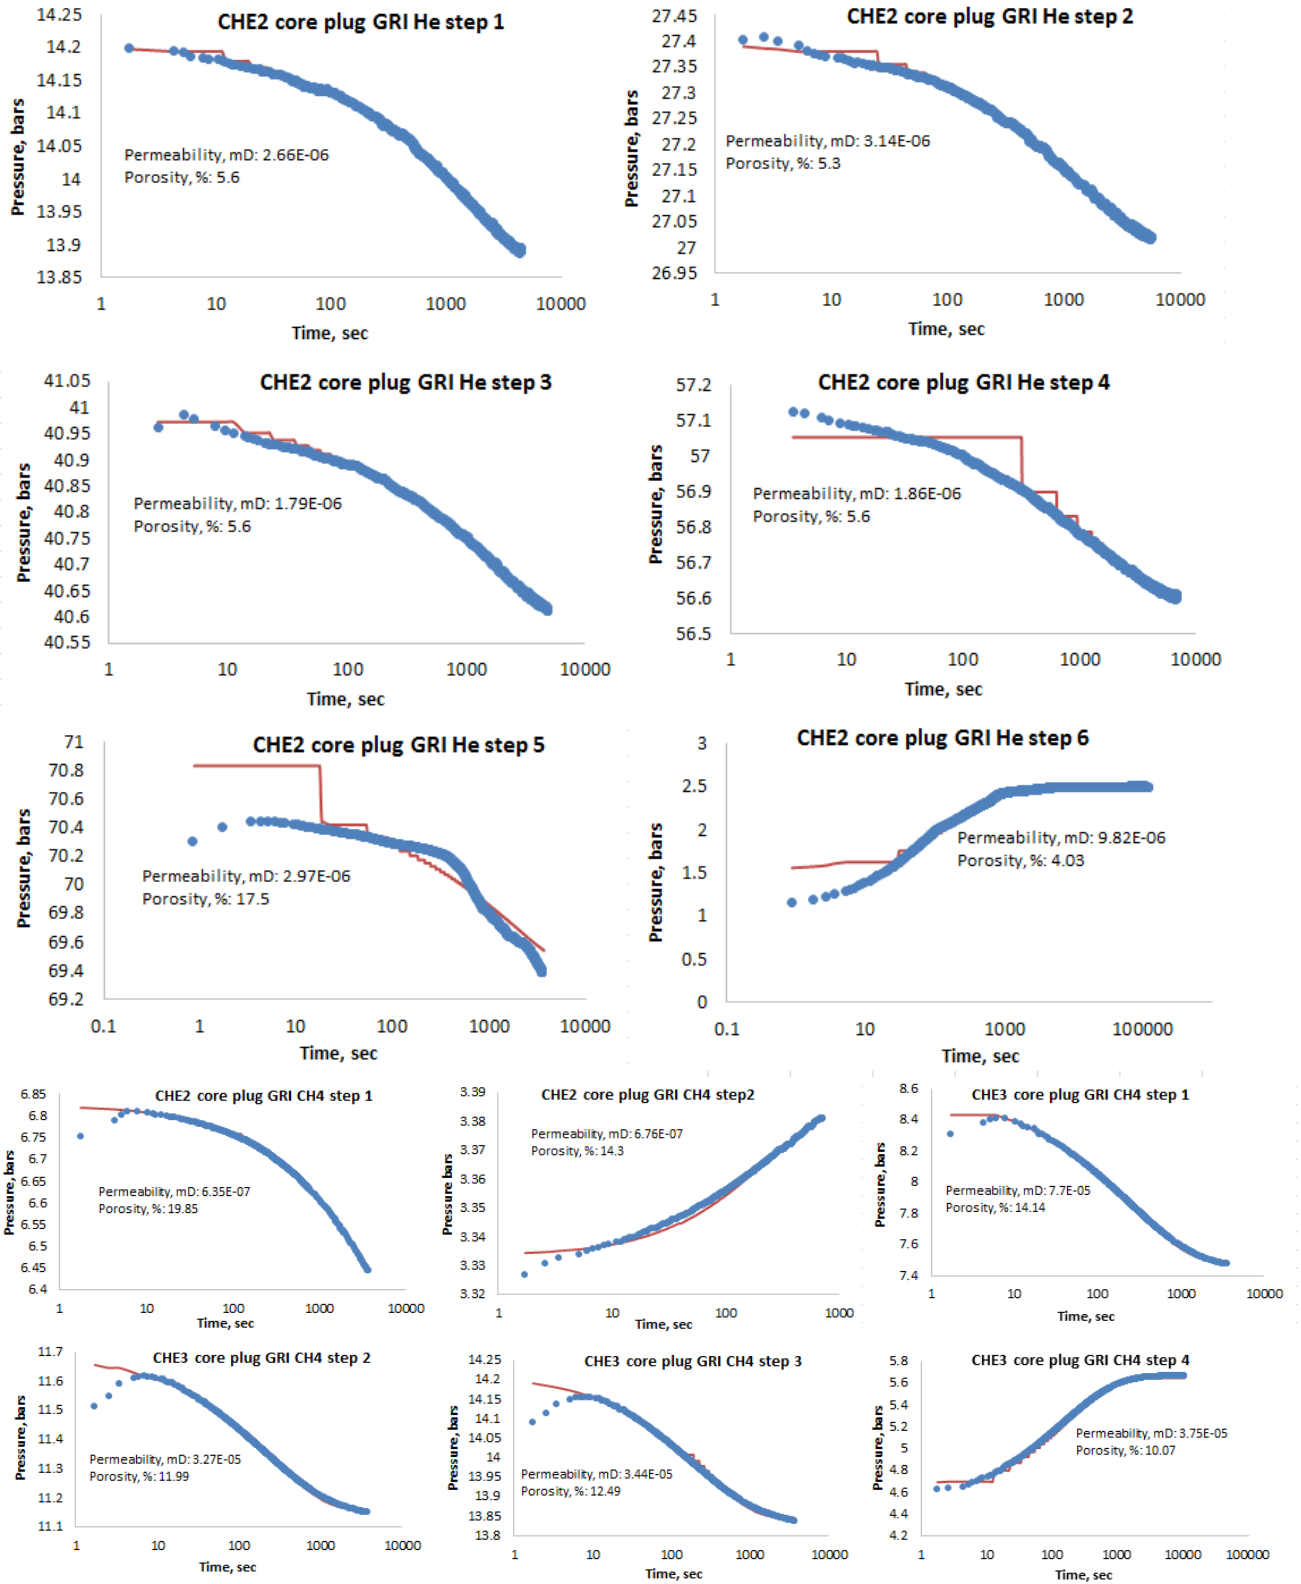 CHE2 core plug GRI He step 1
14.25
14.2
14.15
14.1
14.05
14
13.95
13.9
13.85
Pressure, bars
Permeability, mD: 2.66E-06
Porosity, %: 5.6
1 10 100 1000 10000
Time, sec
CHE2 core plug GRI He step 2
27.45
27.4
27.35
27.3
27.25
27.2
27.15
27.1
27.05
27
26.95
Pressure, bars
Permeability, mD: 3.14E-06
Porosity, %: 5.3
1 10 100 1000 10000
Time, sec
CHE2 core plug GRI He step 3
41.05
41
40.95
40.9
40.85
40.8
40.75
40.7
40.65
40.6
40.55
Pressure, bars
Permeability, mD: 1.79E-06
Porosity, %: 5.6
1 10 100 1000 10000
Time, sec
CHE2 core plug GRI He step 4
57.2
57.1
57
56.9
56.8
56.7
56.6
56.5
Pressure, bars
Permeability, mD: 1.86E-06
Porosity, %: 5.6
1 10 100 1000 10000
Time, sec
CHE2 core plug GRI He step 5
71
70.8
70.6
70.4
70.2
70
69.8
69.6
69.4
69.2
Pressure, bars
Permeability, mD: 2.97E-06
Porosity, %: 17.5
0.1 1 10 100 1000 10000
Time, sec
CHE2 core plug GRI He step 6
3
2.5
2
1.5
1
0.5
0
Pressure, bars
Permeability, mD: 9.82E-06
Porosity, %: 4.03
0.1 10 1000 100000
Time, sec
CHE2 core plug GRI CH4 step 1
6.85
6.8
6.75
6.7
6.65
6.6
6.55
6.5
6.45
6.4
Pressure, bars
Permeability, mD: 6.35E-07
Porosity, %: 19.85
1 10 100 1000 10000
Time, sec
CHE2 core plug GRI CH4 step2
3.39
3.38
3.37
3.36
3.35
3.34
3.33
3.32
Pressure bars
Permeability, mD: 6.76E-07
Porosity, %: 14.3
1 10 100 1000
Time, sec
CHE3 core plug GRI CH4 step 1
8.6
8.4
8.2
8
7.8
7.6
7.4
Pressure, bars
Permeability, mD: 7.7E-05
Porosity, %: 14.14
1 10 100 1000 10000
Time, sec
CHE3 core plug GRI CH4 step 2
11.7
11.6
11.5
11.4
11.3
11.2
11.1
Pressure, bars
Permeability, mD: 3.27E-05
Porosity, %: 11.99
1 10 100 1000 10000
Time, sec
CHE3 core plug GRI CH4 step 3
14.25
14.2
14.15
14.1
14.05
14
13.95
13.9
13.85
13.8
Pressure, bars
Permeability, mD: 3.44E-05
Porosity, %: 12.49
1 10 100 1000 10000
Time, sec
CHE3 core plug GRI CH4 step 4
5.8
5.6
5.4
5.2
5
4.8
4.6
4.4
4.2
Pressure, bars
Permeability, mD: 3.75E-05
Porosity, %: 10.07
1 10 100 1000 10000 100000
Time, sec